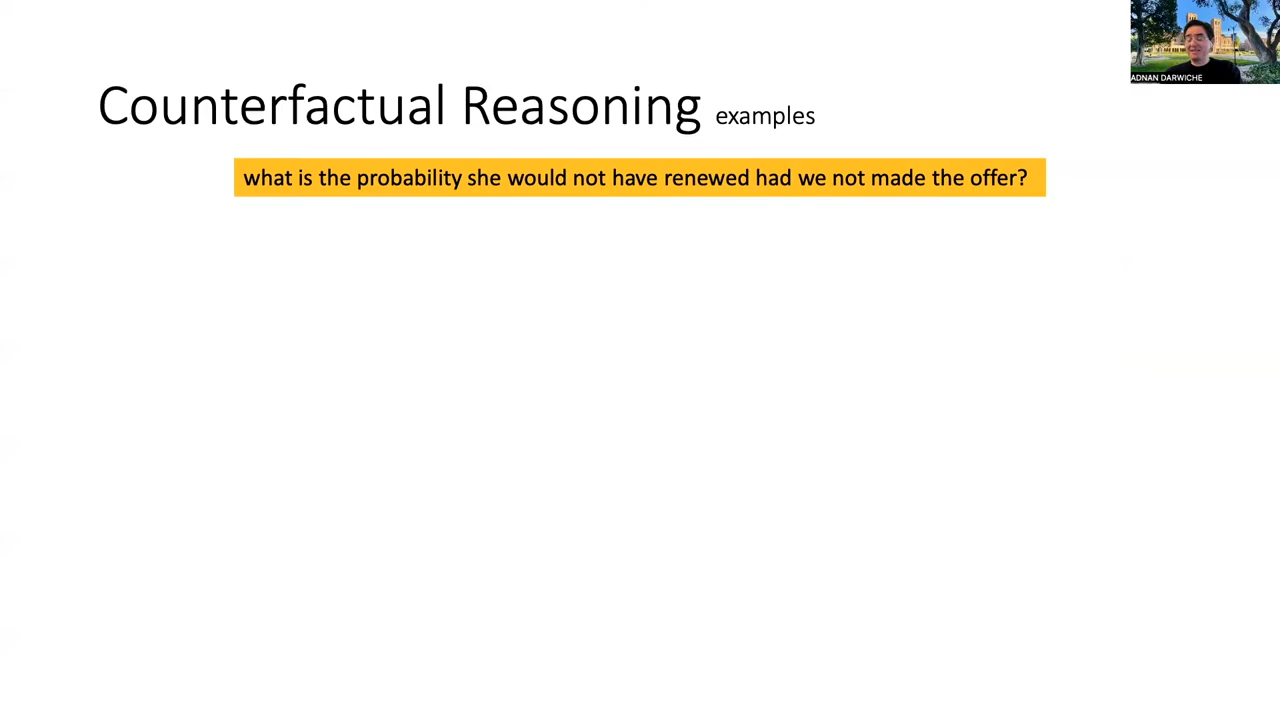 ADNAN DARWICHE
Counterfactual Reasoning examples
what is the probability she would not have renewed had we not made the offer?